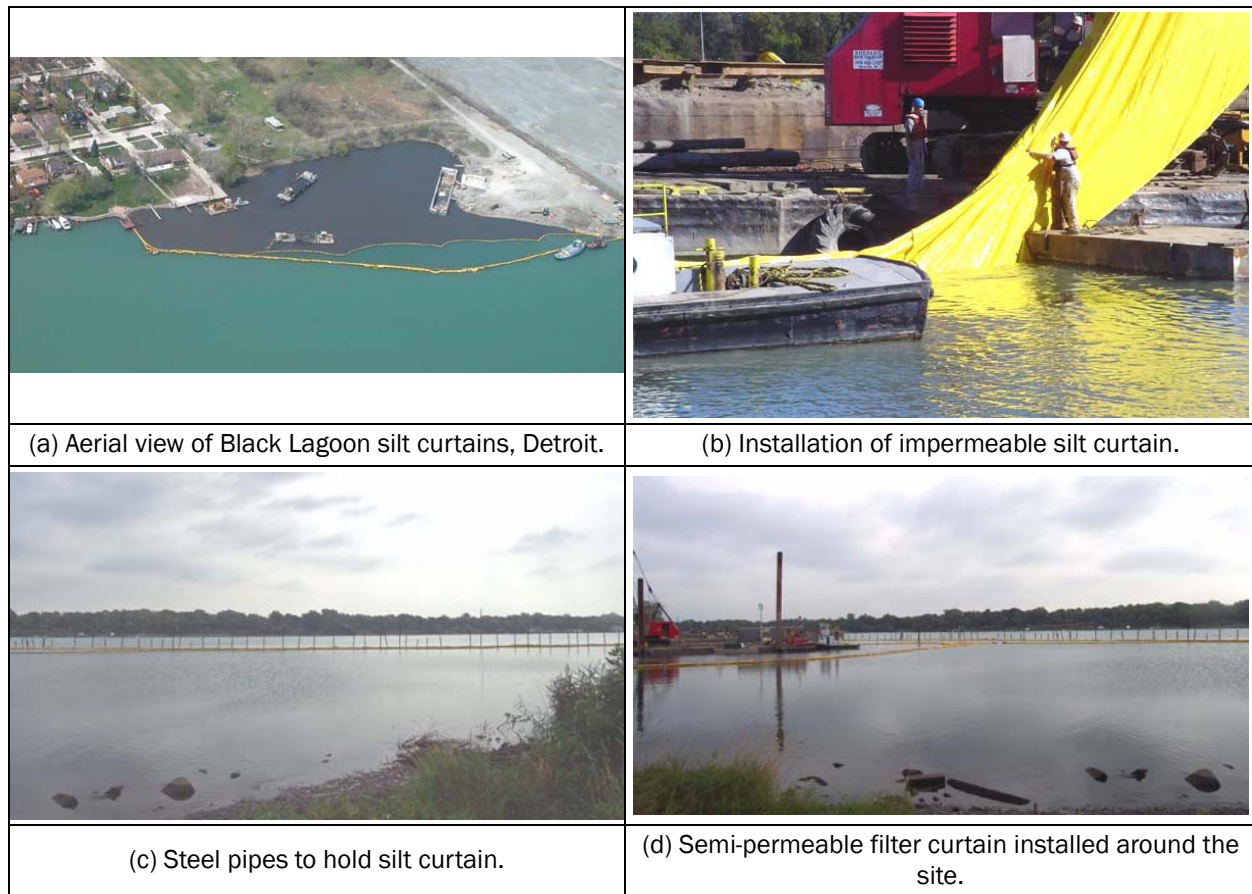 (a) Aerial view of Black Lagoon silt curtains, Detroit.
(b) Installation of impermeable silt curtain.
(c) Steel pipes to hold silt curtain.
(d) Semi-permeable filter curtain installed around the
site.